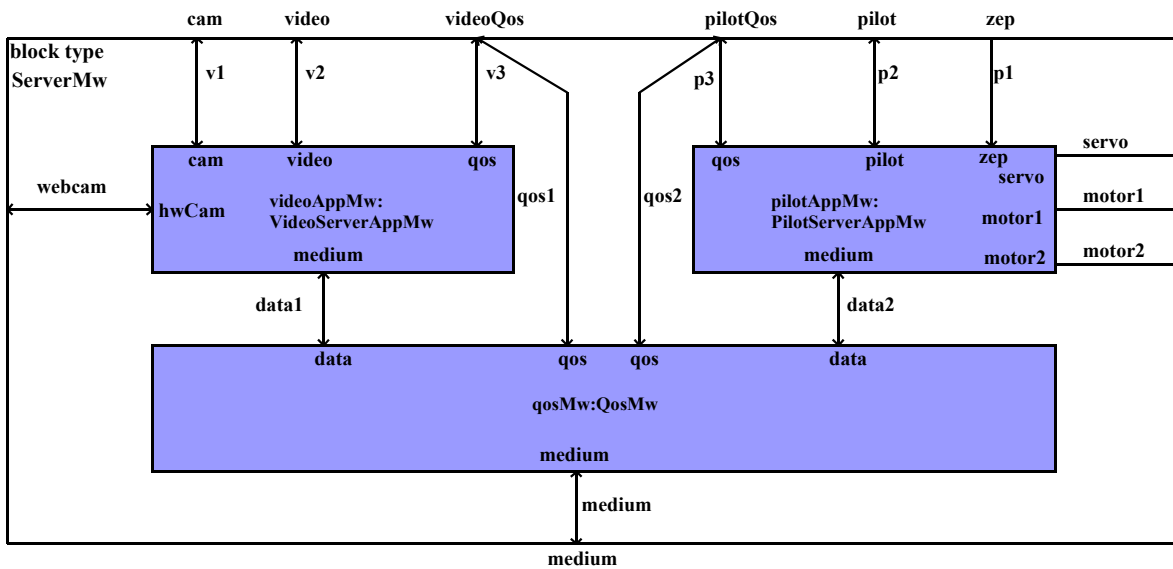 cam video videoQos pilotQos pilot zep
block type
ServerMw
v1 v2 v3 p3 p2 p1
cam video qos qos pilot zep
servo
servo
webcam
hwCam
videoAppMw:
VideoServerAppMw
medium
qos1
qos2
pilotAppMw:
PilotServerAppMw
medium
motor1
motor1
motor2
motor2
data1
data2
data qos qos data
qosMw:QosMw
medium
medium
medium